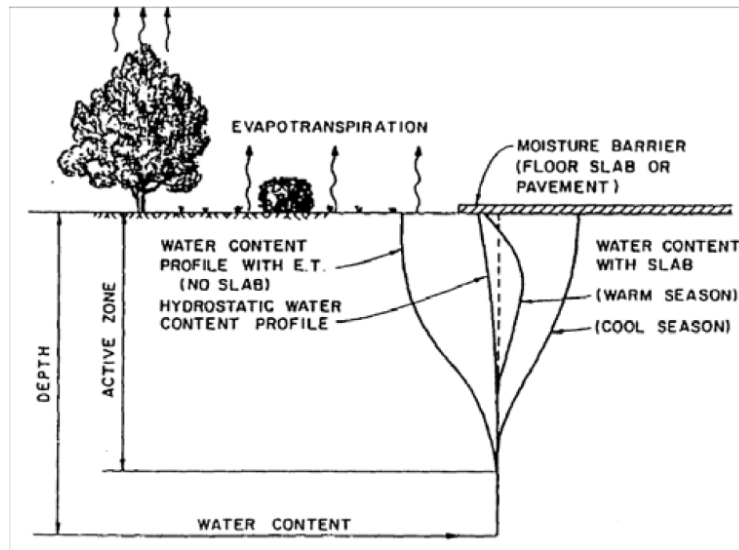 EVAPOTRANSPIRATION
MOISTURE BARRIER
(FLOOR SLAB OR
PAVEMENT)
WATER CONTENT
PROFILE WITH E.T.
(NO SLAB)
HYDROSTATIC WATER
CONTENT PROFILE
WATER CONTENT
WITH SLAB
(WARM SEASON)
(COOL SEASON)
DEPTH
ACTIVE ZONE
WATER CONTENT